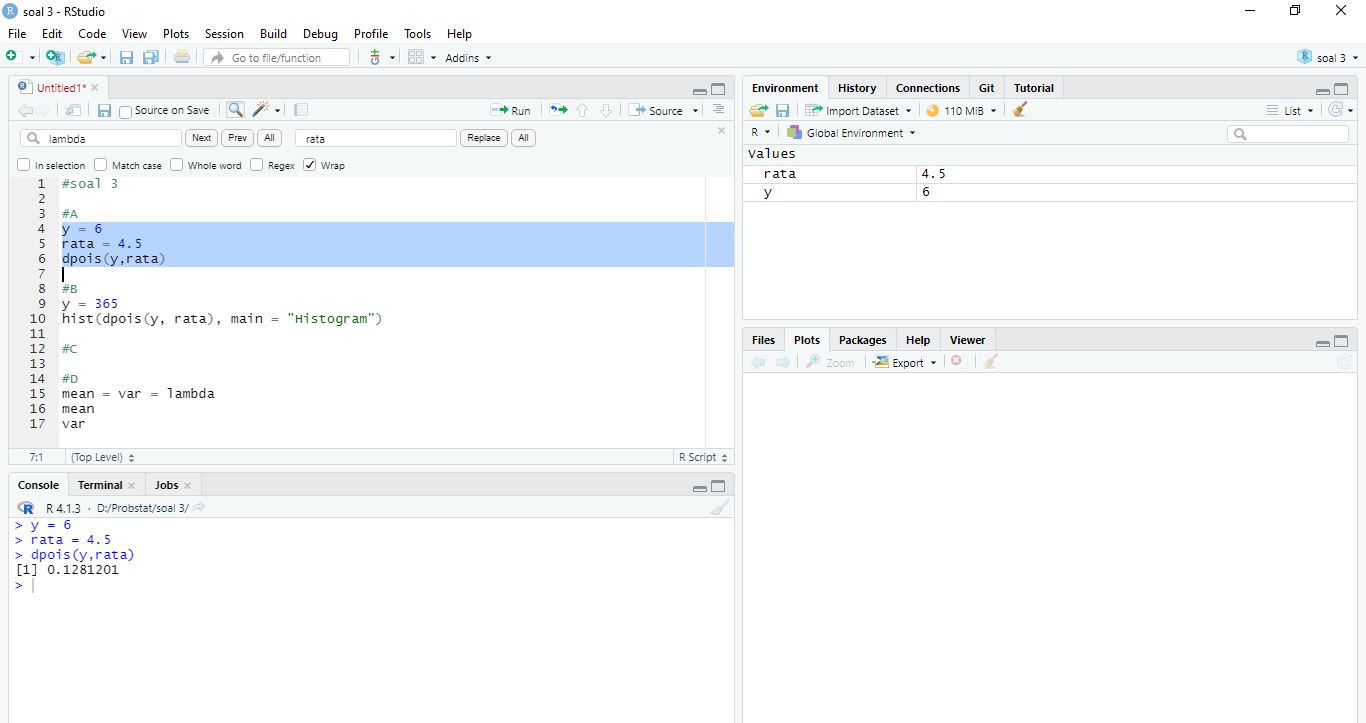 soal 3 - RStudio
File Edit Code View Plots Session Build Debug Profile Tools Help
Go to file/function Addins soal 3
Untitled1*
Source on Save Run Source
lambda Next Prev All rata Replace All
In selection Match case Whole word Regex Wrap
1 #soal 3
2
3 #A
4 y = 6
5 rata = 4.5
6 dpois(y,rata)
7
8 #B
9 y = 365
10 hist(dpois(y, rata), main = "Histogram")
11
12 #C
13
14 #D
15 mean = var = lambda
16 mean
17 var
7:1 (Top Level) R Script
Console Terminal Jobs
R 4.1.3 · D:/Probstat/soal 3/
> y = 6
> rata = 4.5
> dpois(y,rata)
[1] 0.1281201
>
Environment History Connections Git Tutorial
Import Dataset 110 MiB List
R Global Environment
Values
rata 4.5
y 6
Files Plots Packages Help Viewer
Zoom Export